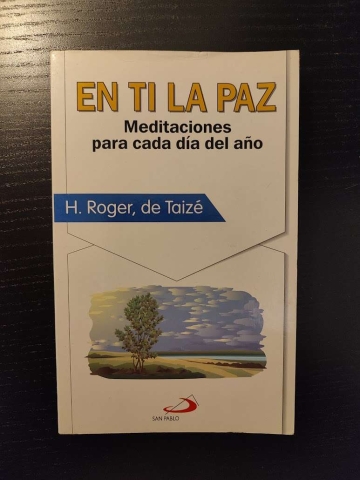 EN TI LA PAZ
Meditaciones
para cada día del año
H. Roger, de Taizé
SAN PABLO